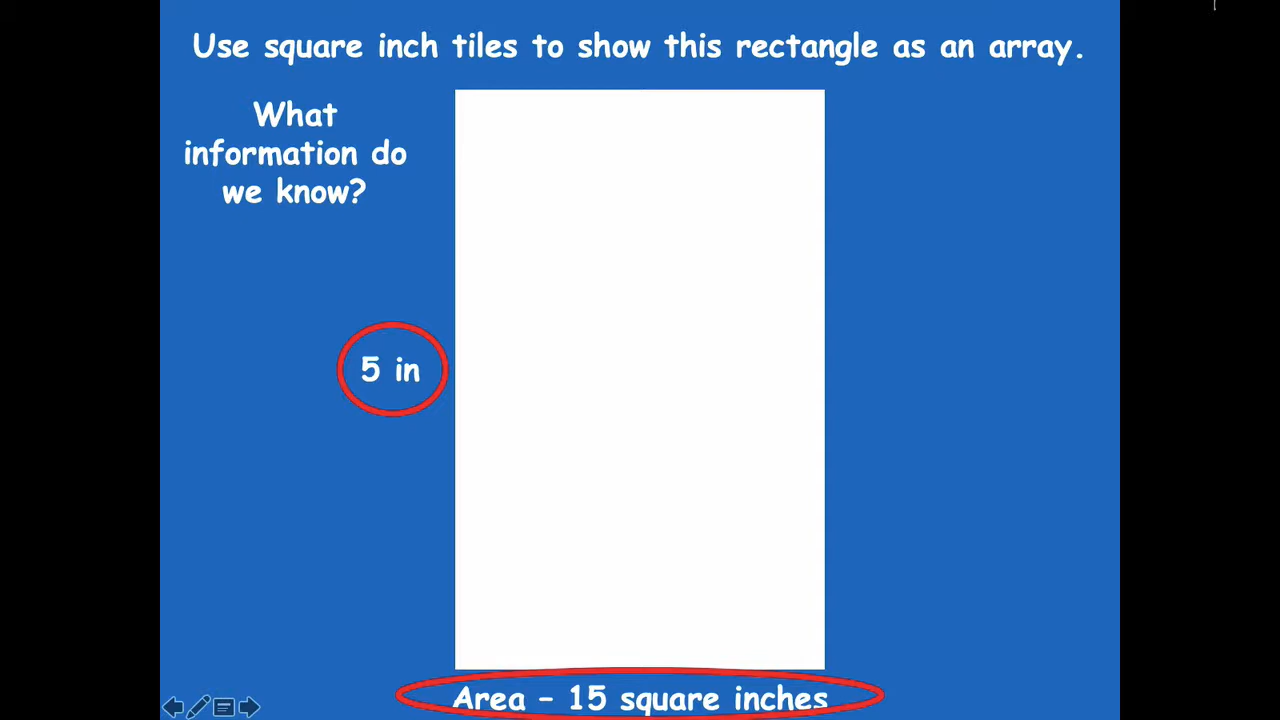 Use square inch tiles to show this rectangle as an array.
What
information do
we know?
5 in
Area – 15 square inches